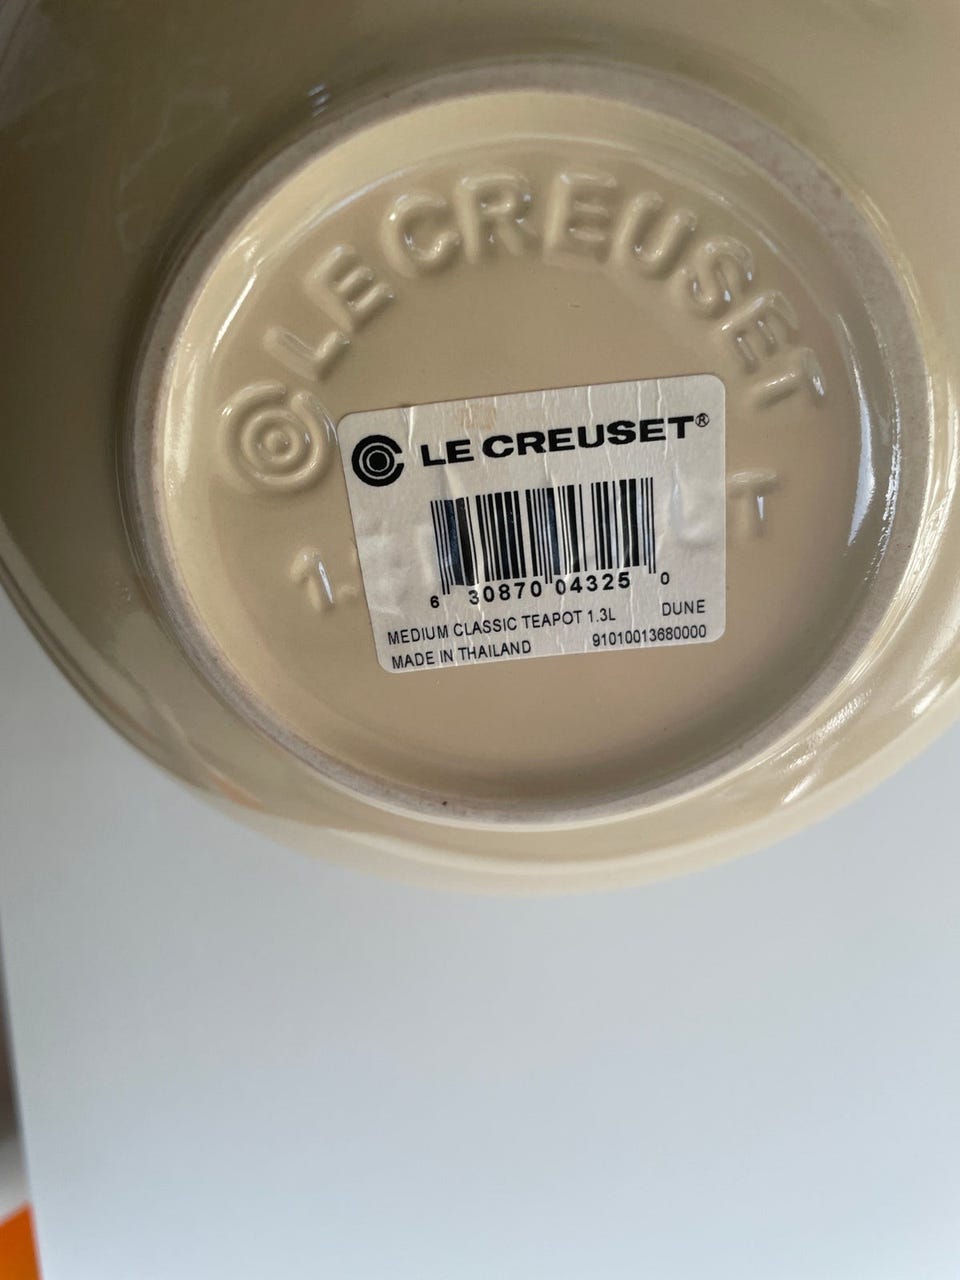 LE CREUSET
LE CREUSET®
6 30870 04325 0
MEDIUM CLASSIC TEAPOT 1.3L DUNE
MADE IN THAILAND 91010013680000